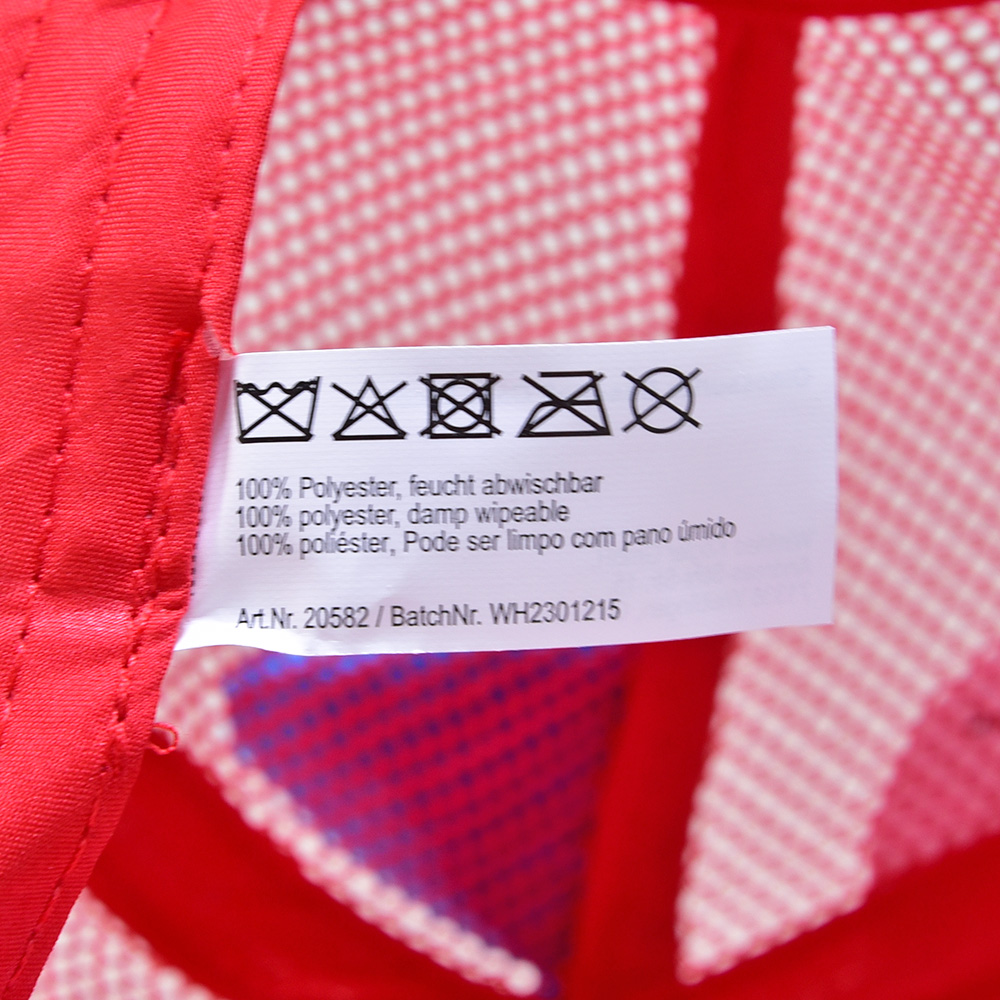 100% Polyester, feucht abwischbar
100% polyester, damp wipeable
100% poliéster, Pode ser limpo com pano úmido
Art.Nr. 20582 / BatchNr. WH2301215